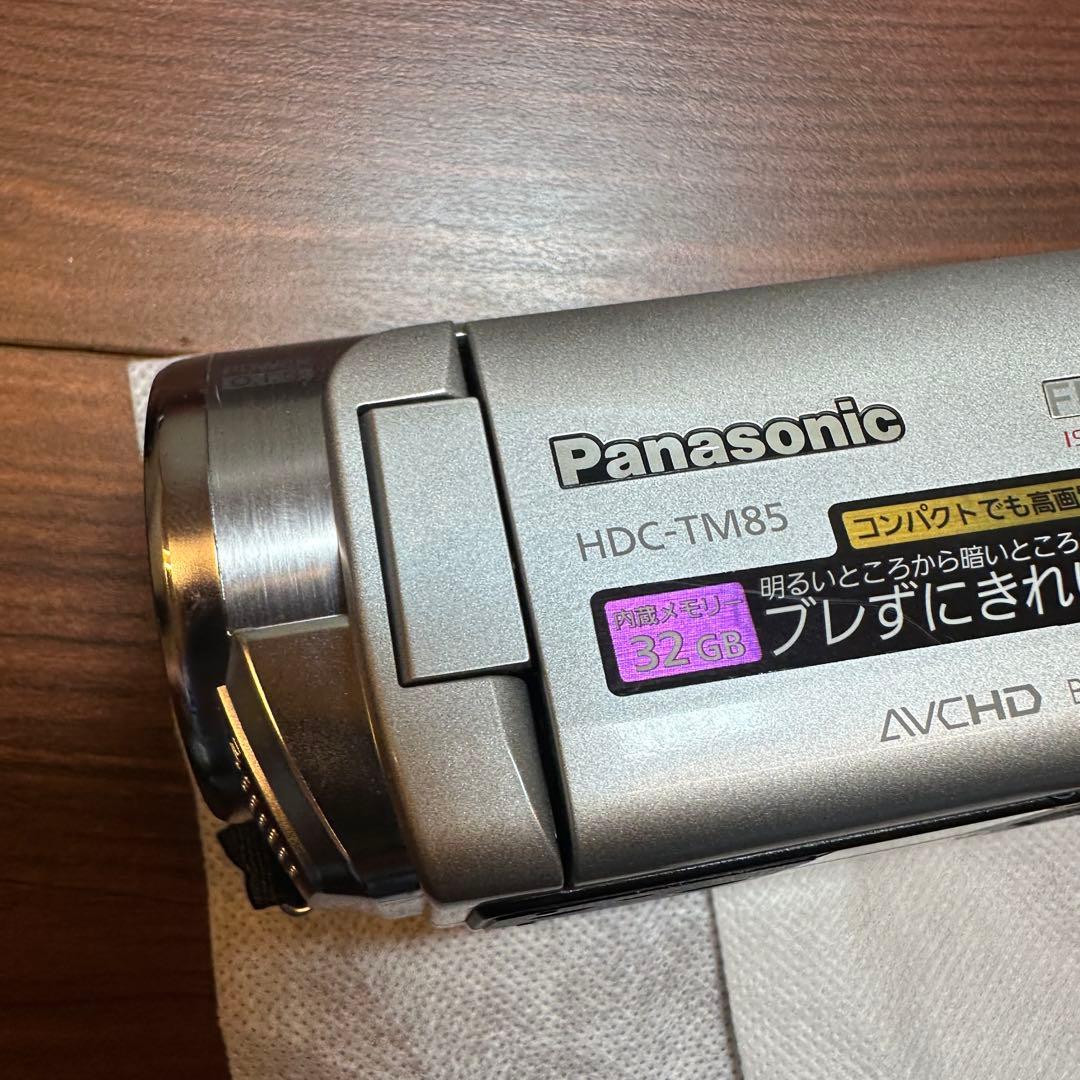 Panasonic
HDC-TM85
コンパクトでも高画
明るいところから暗いところ
ブレずにきれい
内蔵メモリー
32 GB
AVCHD